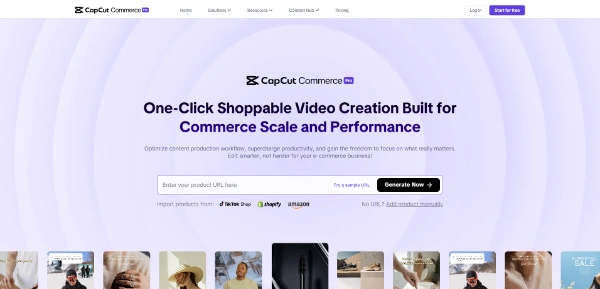 CapCut Commerce Pro
Home
Solutions
Resources
Content Hub
Pricing
Log in
Start for free
CapCut Commerce Pro
One-Click Shoppable Video Creation Built for
Commerce Scale and Performance
Optimize content production workflow, supercharge productivity, and gain the freedom to focus on what really matters.
Edit smarter, not harder for your e-commerce business!
Enter your product URL here
Try a sample URL
Generate Now →
Import products from:
TikTok Shop
shopify
amazon
No URL? Add product manually
SALE